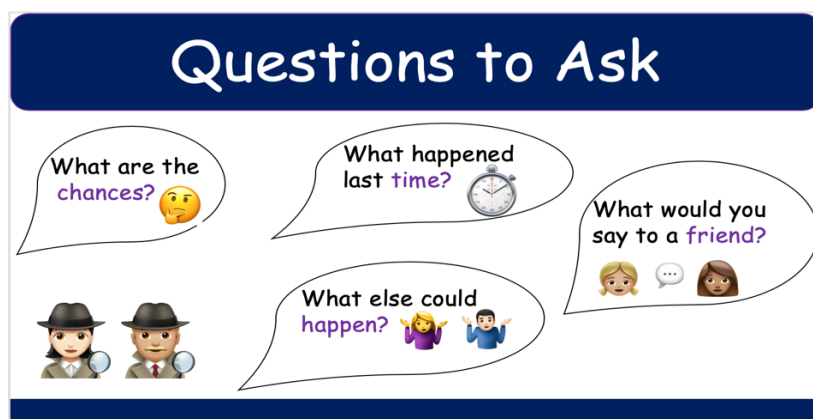 Questions to Ask
What are the
chances?
What happened
last time?
What would you
say to a friend?
What else could
happen?